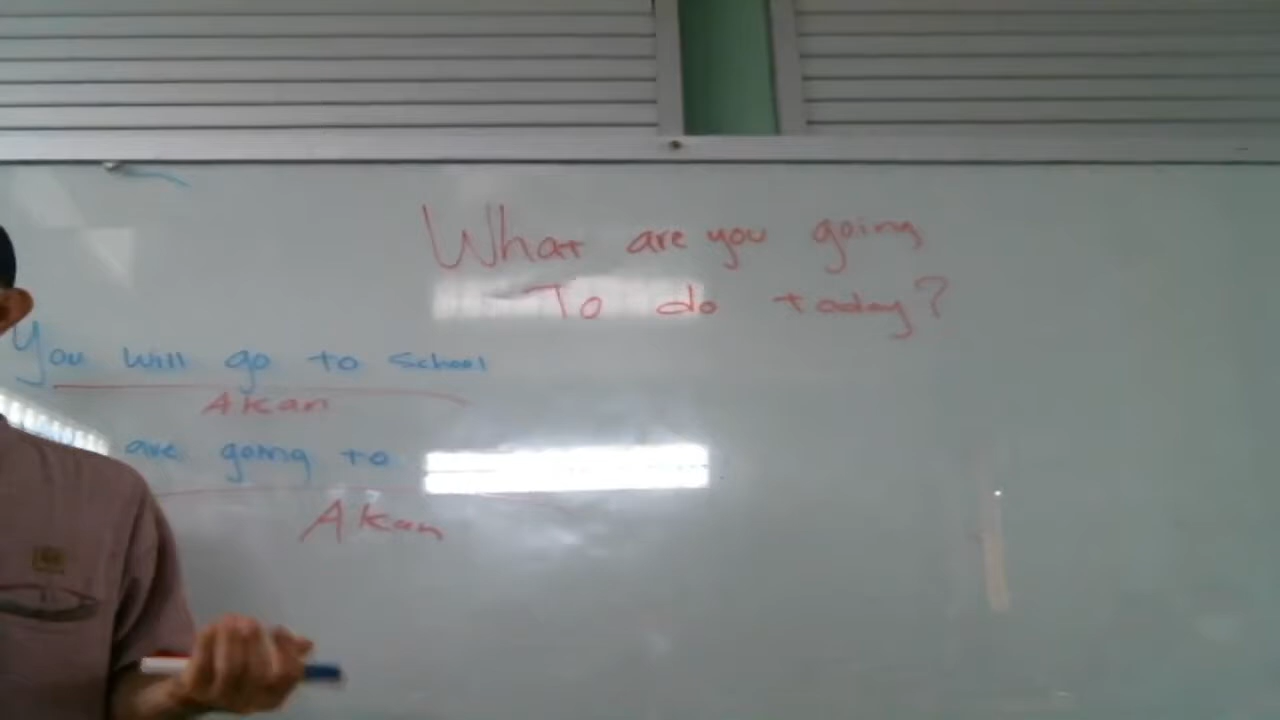 What are you going
To do today?
You will go to school
Akan
are going to
Akan